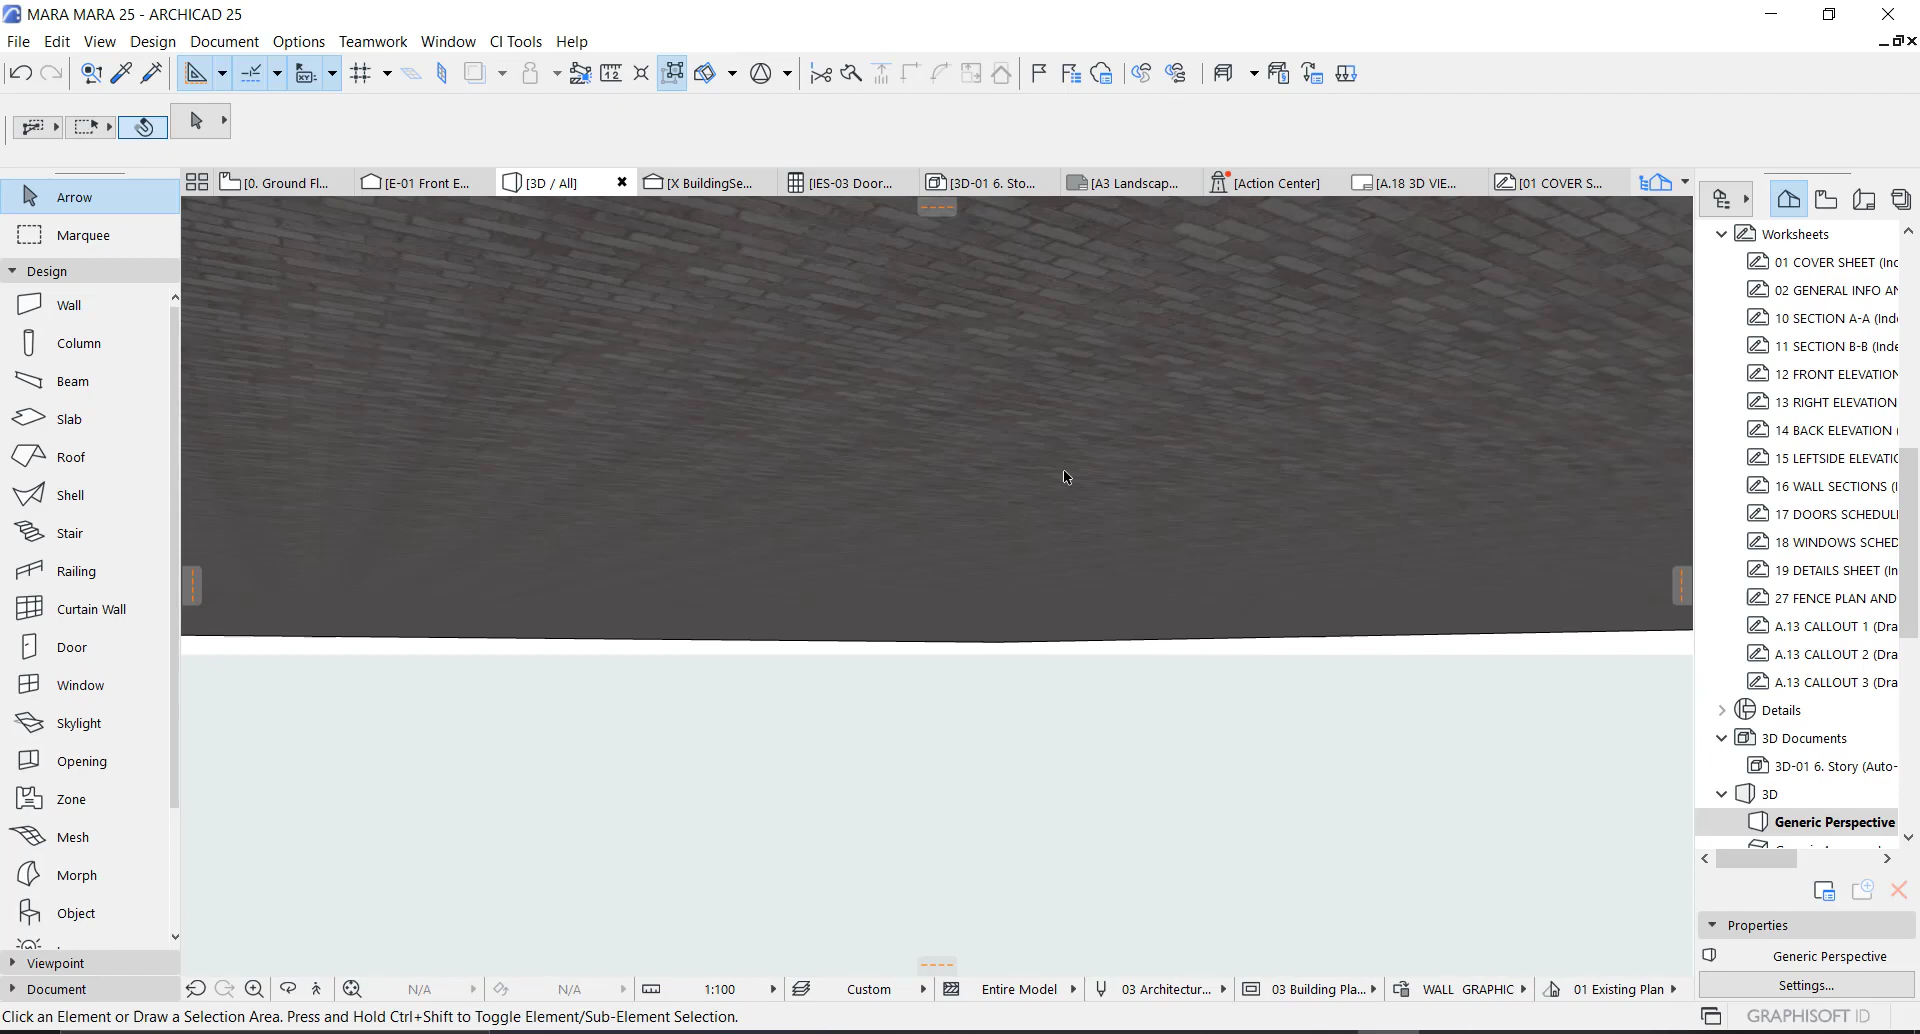 MARA MARA 25 - ARCHICAD 25
File Edit View Design Document Options Teamwork Window CI Tools Help
[0. Ground Fl... [E-01 Front E... [3D / All] [X BuildingSe... [IES-03 Door... [3D-01 6. Sto... [A3 Landscap... [Action Center] [A.18 3D VIE... [01 COVER S...
Arrow
Marquee
Design
Wall
Column
Beam
Slab
Roof
Shell
Stair
Railing
Curtain Wall
Door
Window
Skylight
Opening
Zone
Mesh
Morph
Object
Viewpoint
Document
Worksheets
01 COVER SHEET (Inc
02 GENERAL INFO AN
10 SECTION A-A (Inde
11 SECTION B-B (Inde
12 FRONT ELEVATION
13 RIGHT ELEVATION
14 BACK ELEVATION (
15 LEFTSIDE ELEVATIO
16 WALL SECTIONS (I
17 DOORS SCHEDULE
18 WINDOWS SCHED
19 DETAILS SHEET (In
27 FENCE PLAN AND
A.13 CALLOUT 1 (Dra
A.13 CALLOUT 2 (Dra
A.13 CALLOUT 3 (Dra
Details
3D Documents
3D-01 6. Story (Auto-
3D
Generic Perspective
Properties
Generic Perspective
Settings...
N/A N/A 1:100 Custom Entire Model 03 Architectur... 03 Building Pla... WALL GRAPHIC 01 Existing Plan
Click an Element or Draw a Selection Area. Press and Hold Ctrl+Shift to Toggle Element/Sub-Element Selection.
GRAPHISOFT ID